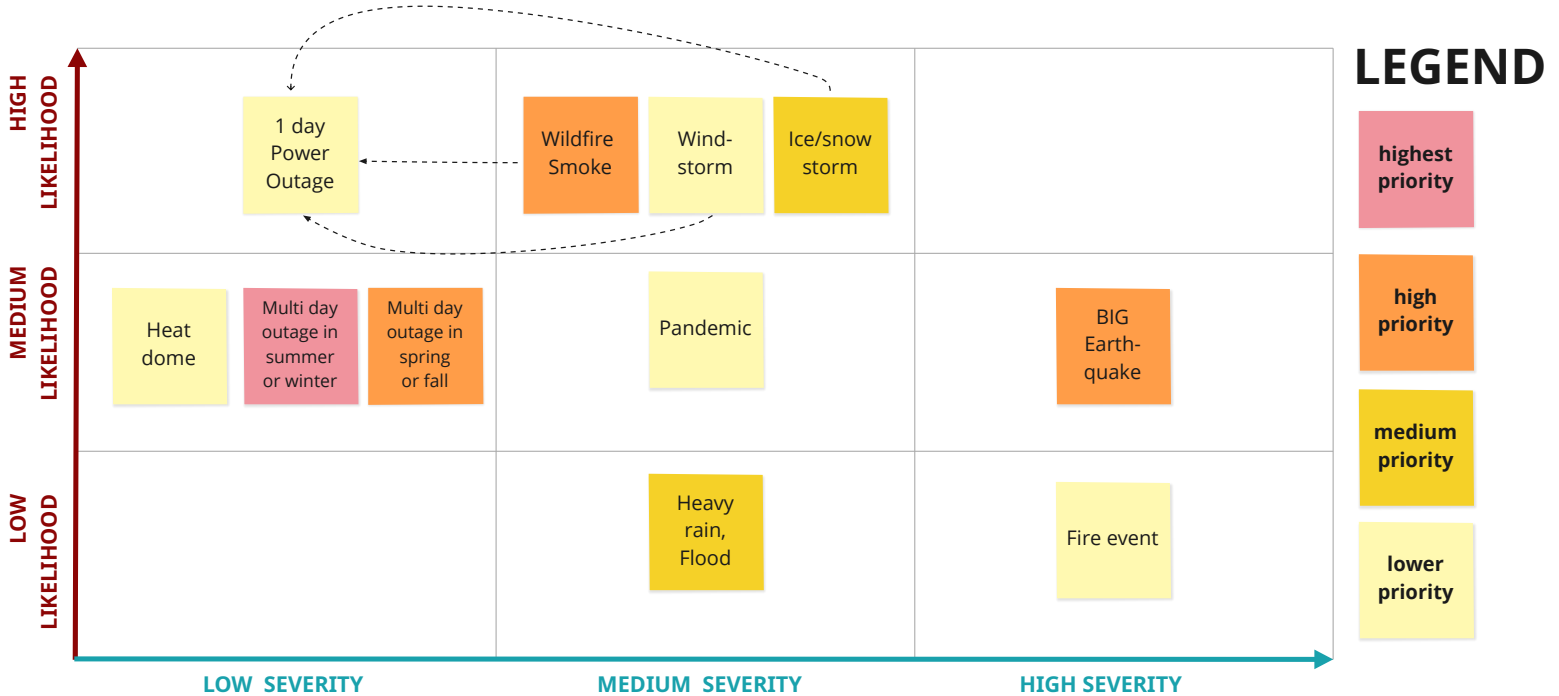 LEGEND
HIGH
LIKELIHOOD
1 day
Power
Outage
Wildfire
Smoke
Wind-
storm
Ice/snow
storm
highest
priority
MEDIUM
LIKELIHOOD
Heat
dome
Multi day
outage in
summer
or winter
Multi day
outage in
spring
or fall
Pandemic
BIG
Earth-
quake
high
priority
medium
priority
LOW
LIKELIHOOD
Heavy
rain,
Flood
Fire event
lower
priority
LOW SEVERITY
MEDIUM SEVERITY
HIGH SEVERITY